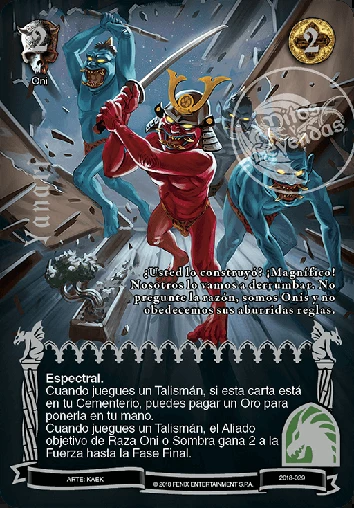 2
2
Oni
Mitos y
Leyendas
¿Usted lo construyó? ¡Magnífico!
Nosotros lo vamos a derrumbar. No
pregunte la razón, somos Onis y no
obedecemos sus aburridas reglas.
Espectral.
Cuando juegues un Talismán, si esta carta está
en tu Cementerio, puedes pagar un Oro para
ponerla en tu mano.
Cuando juegues un Talismán, el Aliado
objetivo de Raza Oni o Sombra gana 2 a la
Fuerza hasta la Fase Final.
ARTE: KAEK
© 2018 FENIX ENTERTAINMENT S.P.A.
2018-029